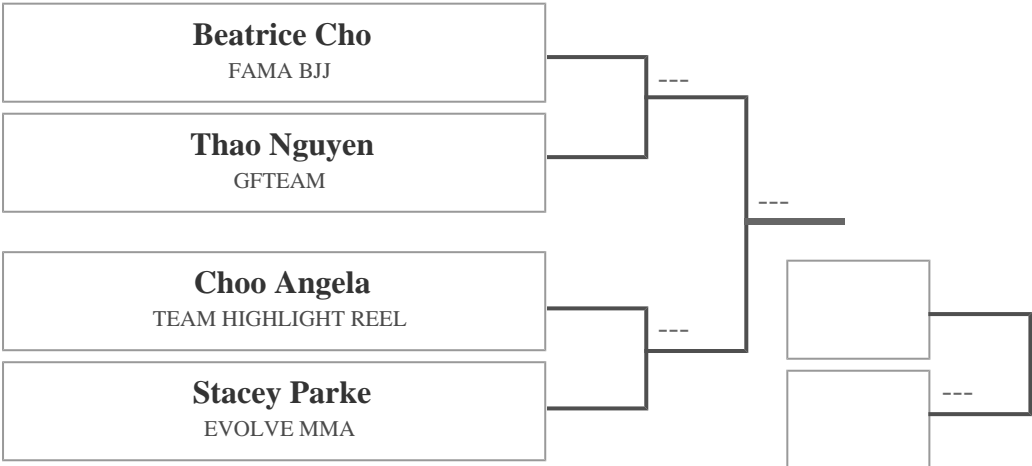 Beatrice Cho
FAMA BJJ
---
Thao Nguyen
GFTEAM
---
Choo Angela
TEAM HIGHLIGHT REEL
---
Stacey Parke
EVOLVE MMA
---